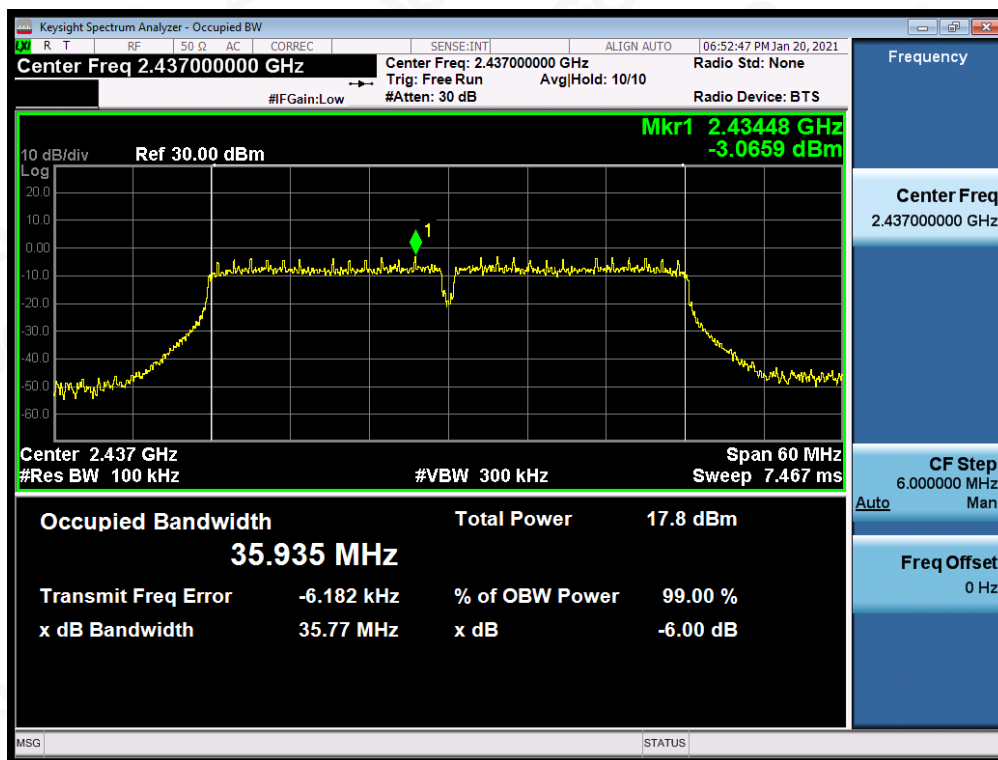 Keysight Spectrum Analyzer - Occupied BW
LXI R T RF 50 Ω AC CORREC SENSE:INT ALIGN AUTO 06:52:47 PM Jan 20, 2021
Center Freq 2.437000000 GHz
Center Freq: 2.437000000 GHz
Radio Std: None
Trig: Free Run
Avg|Hold: 10/10
#IFGain:Low
#Atten: 30 dB
Radio Device: BTS
Frequency
Mkr1 2.43448 GHz
-3.0659 dBm
10 dB/div
Ref 30.00 dBm
Log
20.0
10.0
0.00
-10.0
-20.0
-30.0
-40.0
-50.0
-60.0
1
Center 2.437 GHz
Span 60 MHz
#Res BW 100 kHz
#VBW 300 kHz
Sweep 7.467 ms
Center Freq
2.437000000 GHz
CF Step
6.000000 MHz
Auto Man
Freq Offset
0 Hz
Occupied Bandwidth
Total Power 17.8 dBm
35.935 MHz
Transmit Freq Error -6.182 kHz
% of OBW Power 99.00 %
x dB Bandwidth 35.77 MHz
x dB -6.00 dB
MSG
STATUS